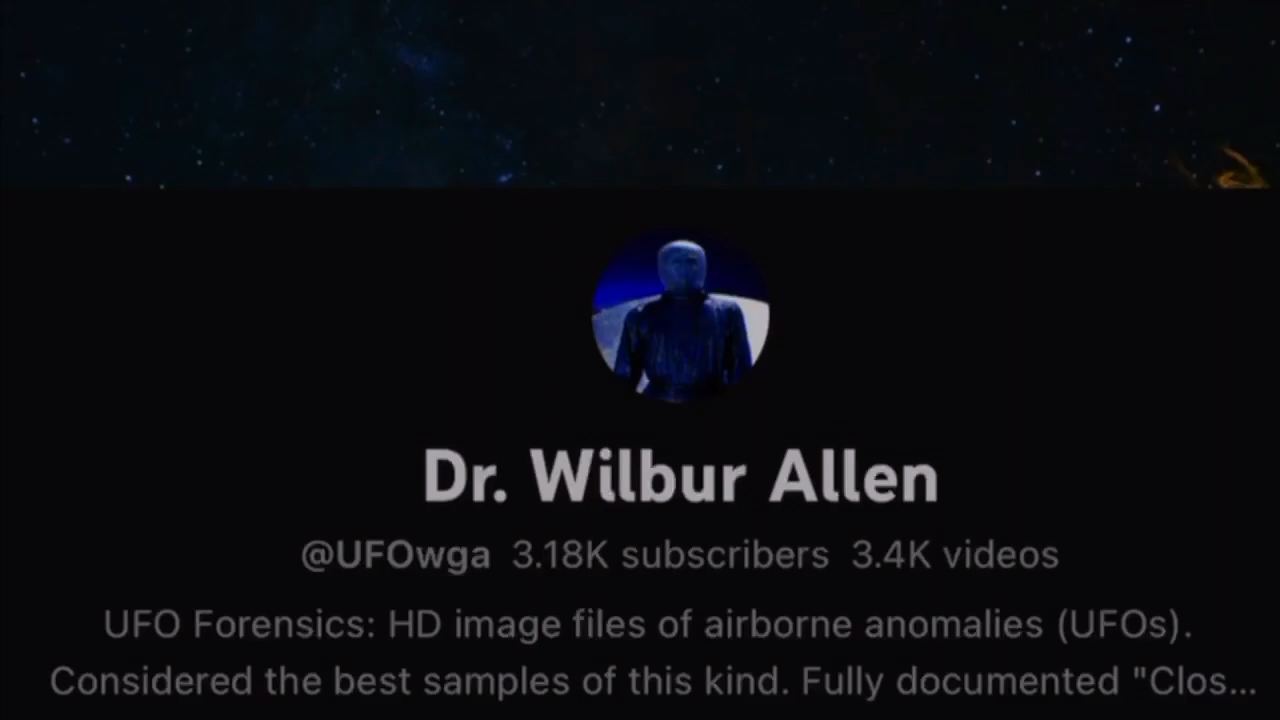 Dr. Wilbur Allen
@UFOwga 3.18K subscribers 3.4K videos
UFO Forensics: HD image files of airborne anomalies (UFOs).
Considered the best samples of this kind. Fully documented "Clos...